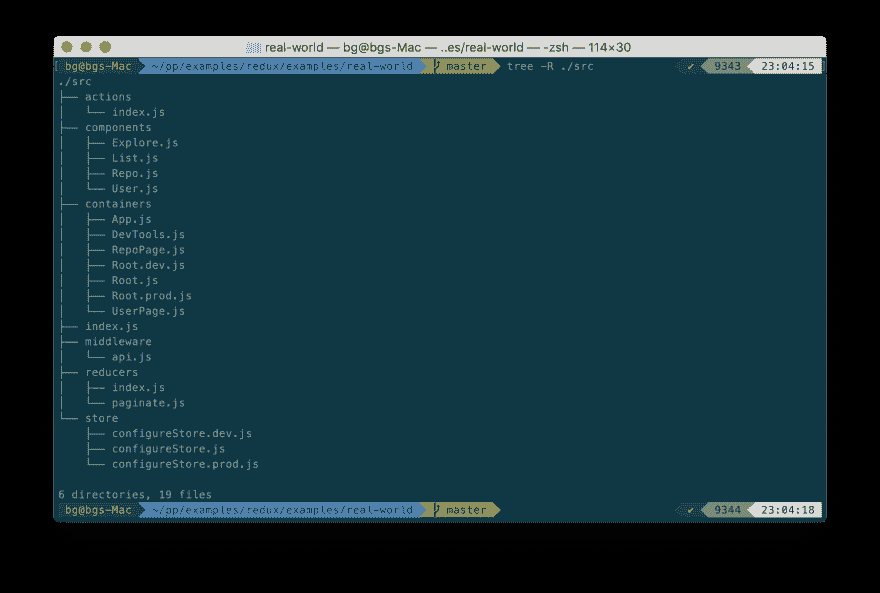 real-world — bg@bgs-Mac — ..es/real-world — -zsh — 114×30
bg@bgs-Mac ~/pp/examples/redux/examples/real-world master tree -R ./src ✔ 9343 23:04:15
./src
├── actions
│   └── index.js
├── components
│   ├── Explore.js
│   ├── List.js
│   ├── Repo.js
│   └── User.js
├── containers
│   ├── App.js
│   ├── DevTools.js
│   ├── RepoPage.js
│   ├── Root.dev.js
│   ├── Root.js
│   ├── Root.prod.js
│   └── UserPage.js
├── index.js
├── middleware
│   └── api.js
├── reducers
│   ├── index.js
│   └── paginate.js
└── store
    ├── configureStore.dev.js
    ├── configureStore.js
    └── configureStore.prod.js
6 directories, 19 files
bg@bgs-Mac ~/pp/examples/redux/examples/real-world master ✔ 9344 23:04:18